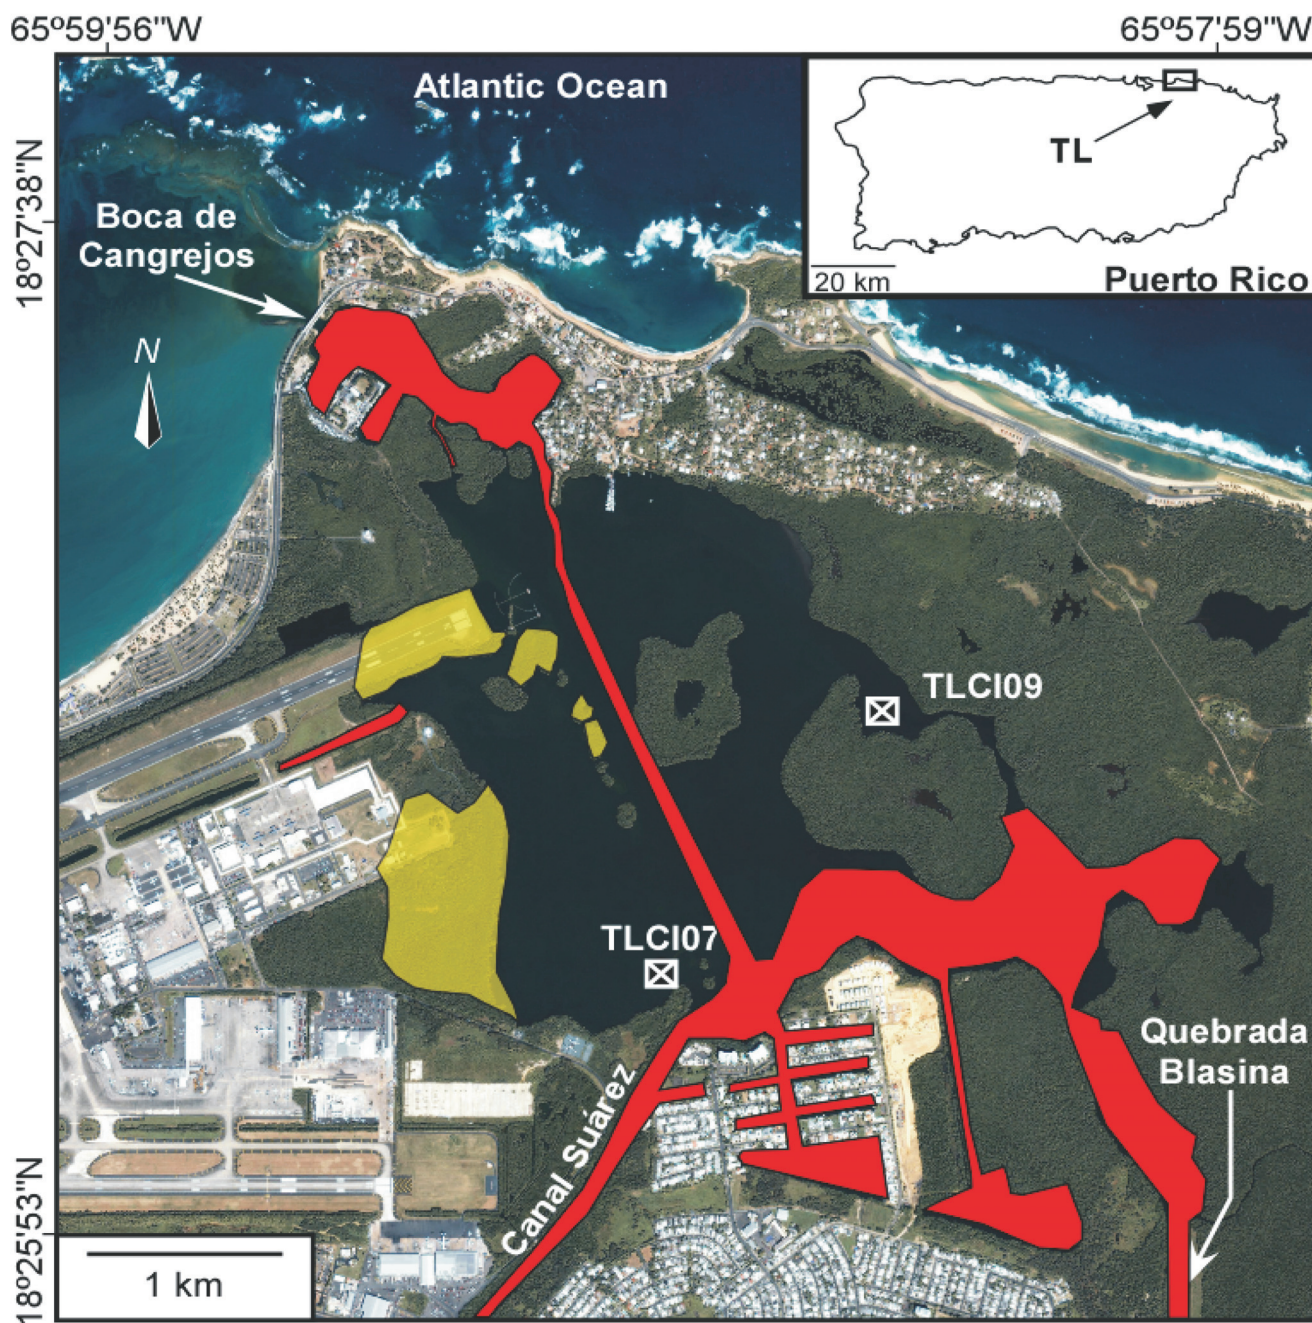 65º59'56"W
65º57'59"W
Atlantic Ocean
TL
20 km
Puerto Rico
18º27'38"N
Boca de
Cangrejos
N
TLCI09
TLCI07
Quebrada
Blasina
Canal Suárez
18º25'53"N
1 km